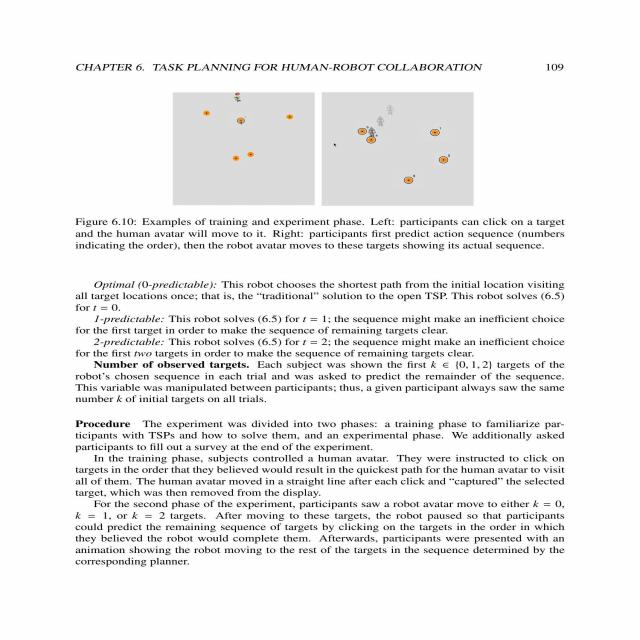 CHAPTER 6. TASK PLANNING FOR HUMAN-ROBOT COLLABORATION 109
Figure 6.10: Examples of training and experiment phase. Left: participants can click on a target
and the human avatar will move to it. Right: participants first predict action sequence (numbers
indicating the order), then the robot avatar moves to these targets showing its actual sequence.
Optimal (0-predictable): This robot chooses the shortest path from the initial location visiting
all target locations once; that is, the “traditional” solution to the open TSP. This robot solves (6.5)
for t = 0.
1-predictable: This robot solves (6.5) for t = 1; the sequence might make an inefficient choice
for the first target in order to make the sequence of remaining targets clear.
2-predictable: This robot solves (6.5) for t = 2; the sequence might make an inefficient choice
for the first two targets in order to make the sequence of remaining targets clear.
Number of observed targets. Each subject was shown the first k ∈ {0, 1, 2} targets of the
robot’s chosen sequence in each trial and was asked to predict the remainder of the sequence.
This variable was manipulated between participants; thus, a given participant always saw the same
number k of initial targets on all trials.
Procedure The experiment was divided into two phases: a training phase to familiarize par-
ticipants with TSPs and how to solve them, and an experimental phase. We additionally asked
participants to fill out a survey at the end of the experiment.
In the training phase, subjects controlled a human avatar. They were instructed to click on
targets in the order that they believed would result in the quickest path for the human avatar to visit
all of them. The human avatar moved in a straight line after each click and “captured” the selected
target, which was then removed from the display.
For the second phase of the experiment, participants saw a robot avatar move to either k = 0,
k = 1, or k = 2 targets. After moving to these targets, the robot paused so that participants
could predict the remaining sequence of targets by clicking on the targets in the order in which
they believed the robot would complete them. Afterwards, participants were presented with an
animation showing the robot moving to the rest of the targets in the sequence determined by the
corresponding planner.